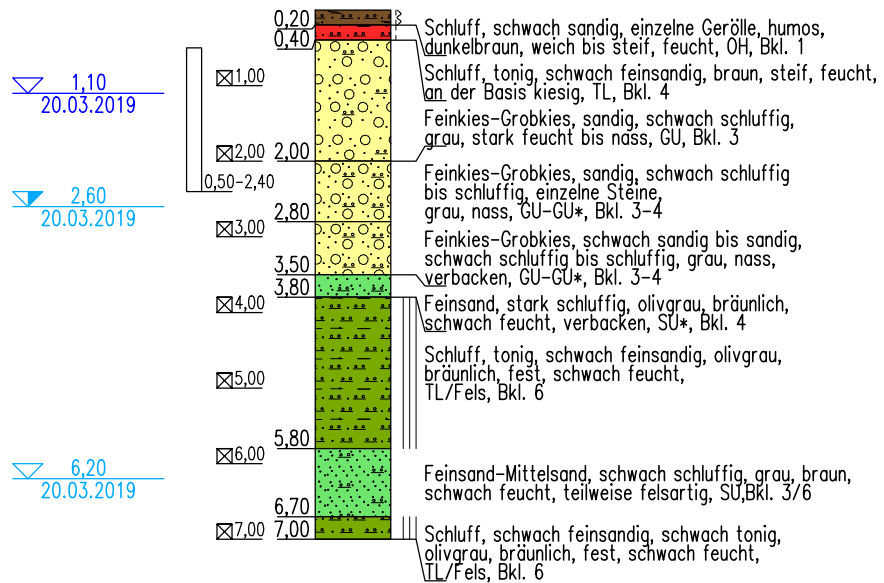 0,20
0,40
Schluff, schwach sandig, einzelne Gerölle, humos,
dunkelbraun, weich bis steif, feucht, OH, Bkl. 1
Schluff, tonig, schwach feinsandig, braun, steif, feucht,
an der Basis kiesig, TL, Bkl. 4
1,10
20.03.2019
1,00
Feinkies-Grobkies, sandig, schwach schluffig,
grau, stark feucht bis nass, GU, Bkl. 3
2,00
2,00
0,50-2,40
Feinkies-Grobkies, sandig, schwach schluffig
bis schluffig, einzelne Steine,
grau, nass, GU-GU*, Bkl. 3-4
2,60
20.03.2019
2,80
3,00
Feinkies-Grobkies, schwach sandig bis sandig,
schwach schluffig bis schluffig, grau, nass,
verbacken, GU-GU*, Bkl. 3-4
3,50
3,80
4,00
Feinsand, stark schluffig, olivgrau, bräunlich,
schwach feucht, verbacken, SU*, Bkl. 4
Schluff, tonig, schwach feinsandig, olivgrau,
bräunlich, fest, schwach feucht,
TL/Fels, Bkl. 6
5,00
5,80
6,00
6,20
20.03.2019
Feinsand-Mittelsand, schwach schluffig, grau, braun,
schwach feucht, teilweise felsartig, SU,Bkl. 3/6
6,70
7,00
7,00
Schluff, schwach feinsandig, schwach tonig,
olivgrau, bräunlich, fest, schwach feucht,
TL/Fels, Bkl. 6